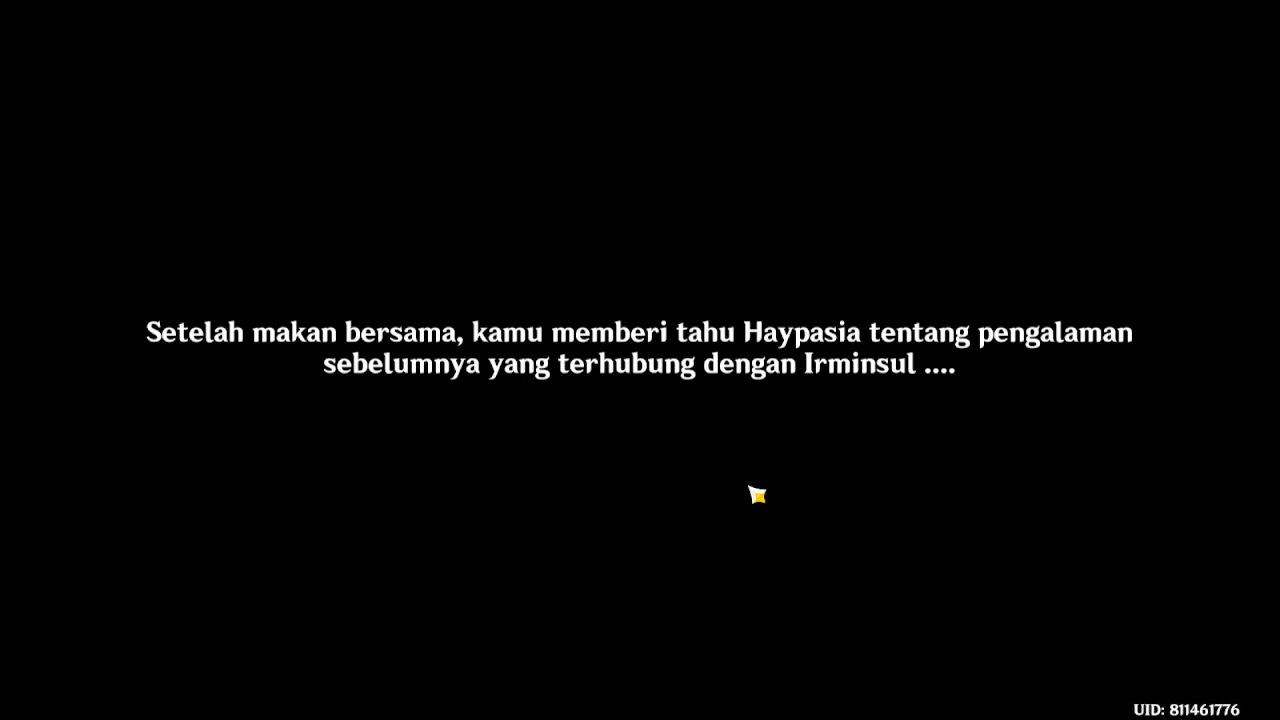 Setelah makan bersama, kamu memberi tahu Haypasia tentang pengalaman
sebelumnya yang terhubung dengan Irminsul ....
UID: 811461776